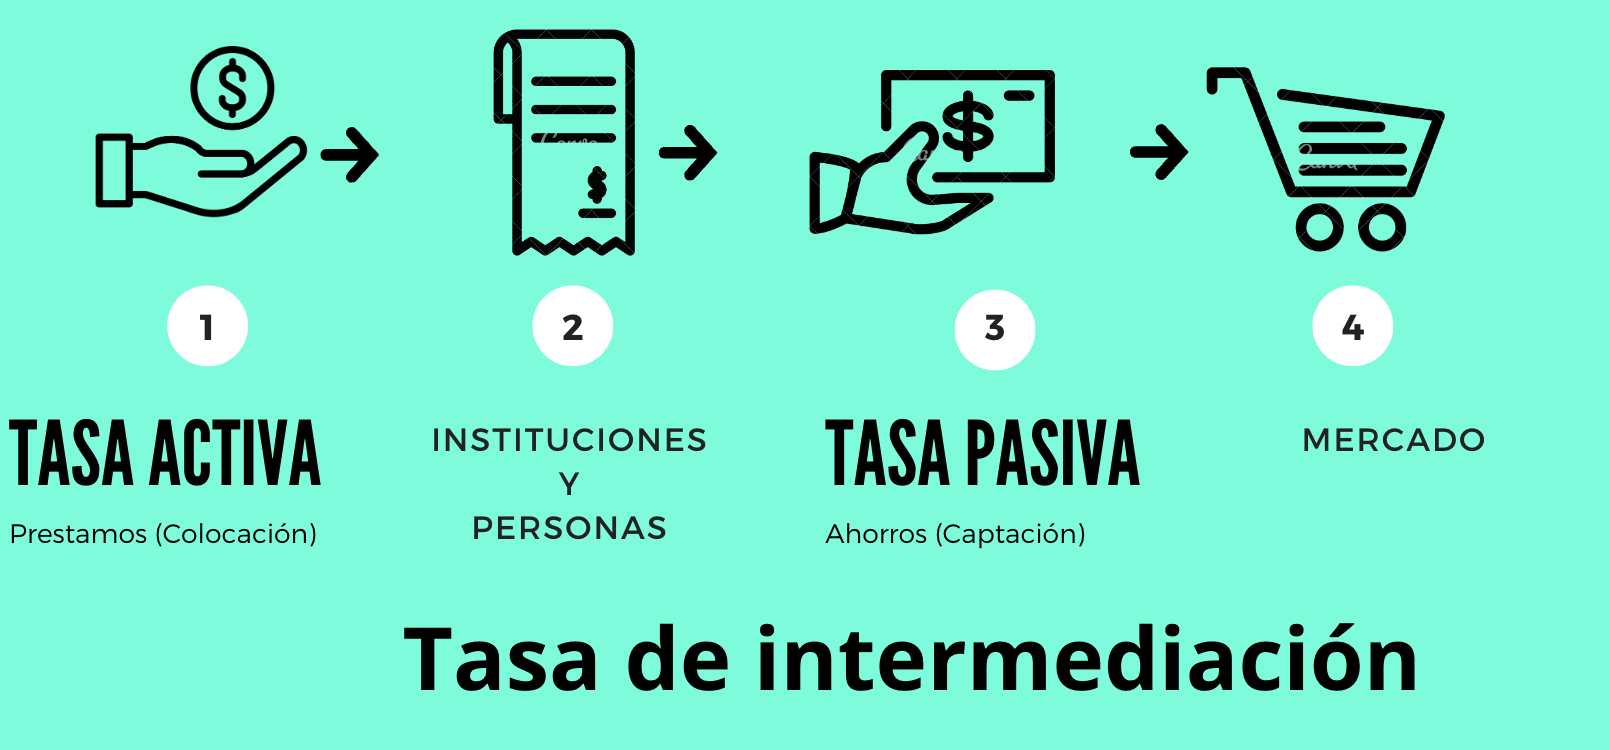 1
2
3
4
TASA ACTIVA
Prestamos (Colocación)
INSTITUCIONES
Y
PERSONAS
TASA PASIVA
Ahorros (Captación)
MERCADO
Tasa de intermediación